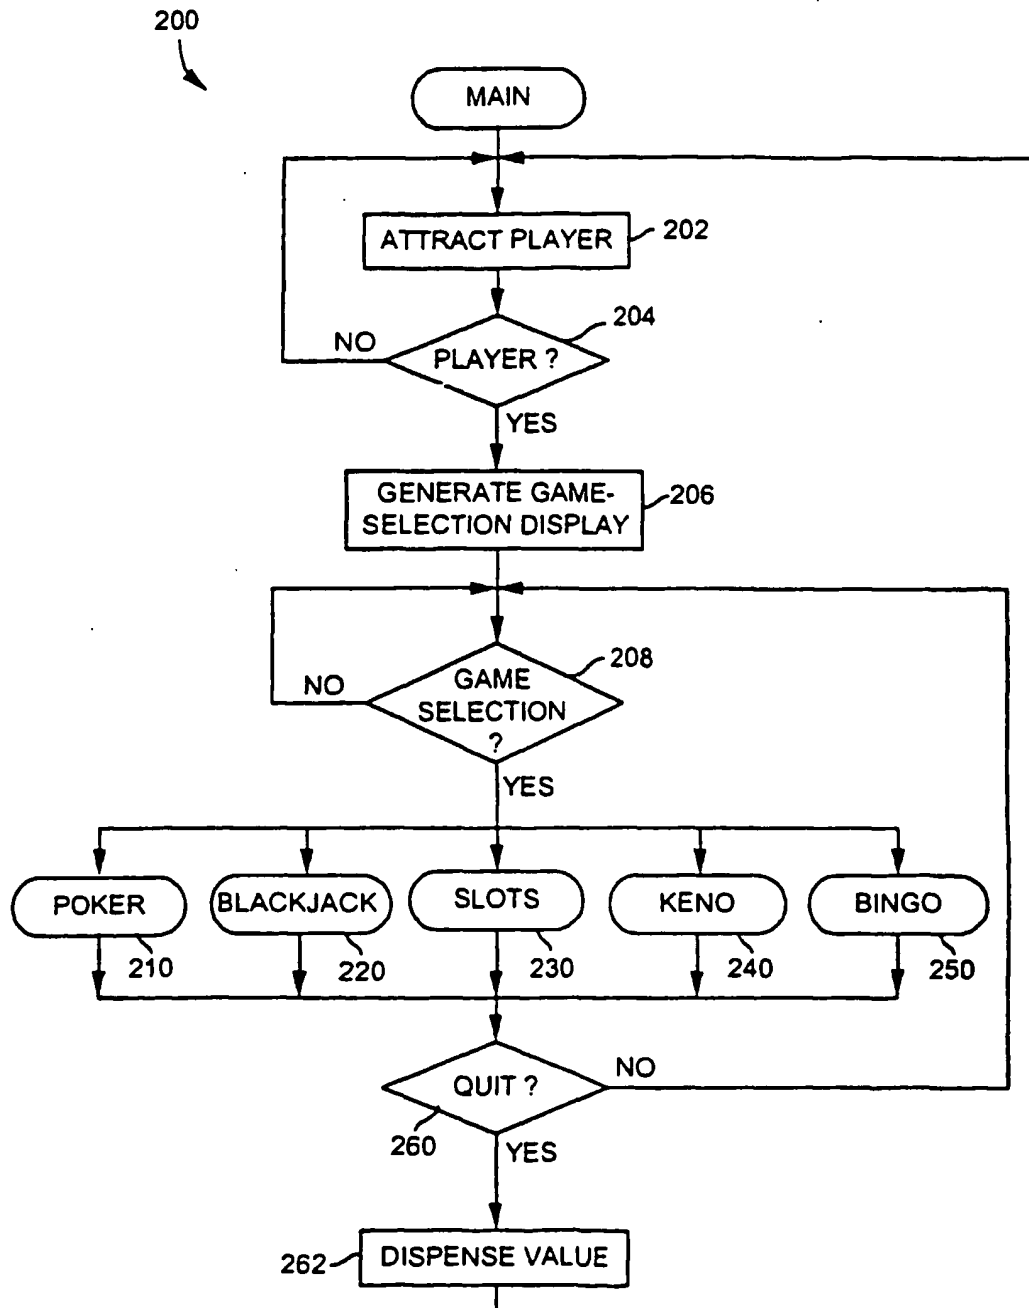 200
MAIN
ATTRACT PLAYER
202
204
NO
PLAYER ?
YES
GENERATE GAME-
SELECTION DISPLAY
206
208
NO
GAME
SELECTION
?
YES
POKER
BLACKJACK
SLOTS
KENO
BINGO
210
220
230
240
250
QUIT ?
NO
260
YES
262
DISPENSE VALUE